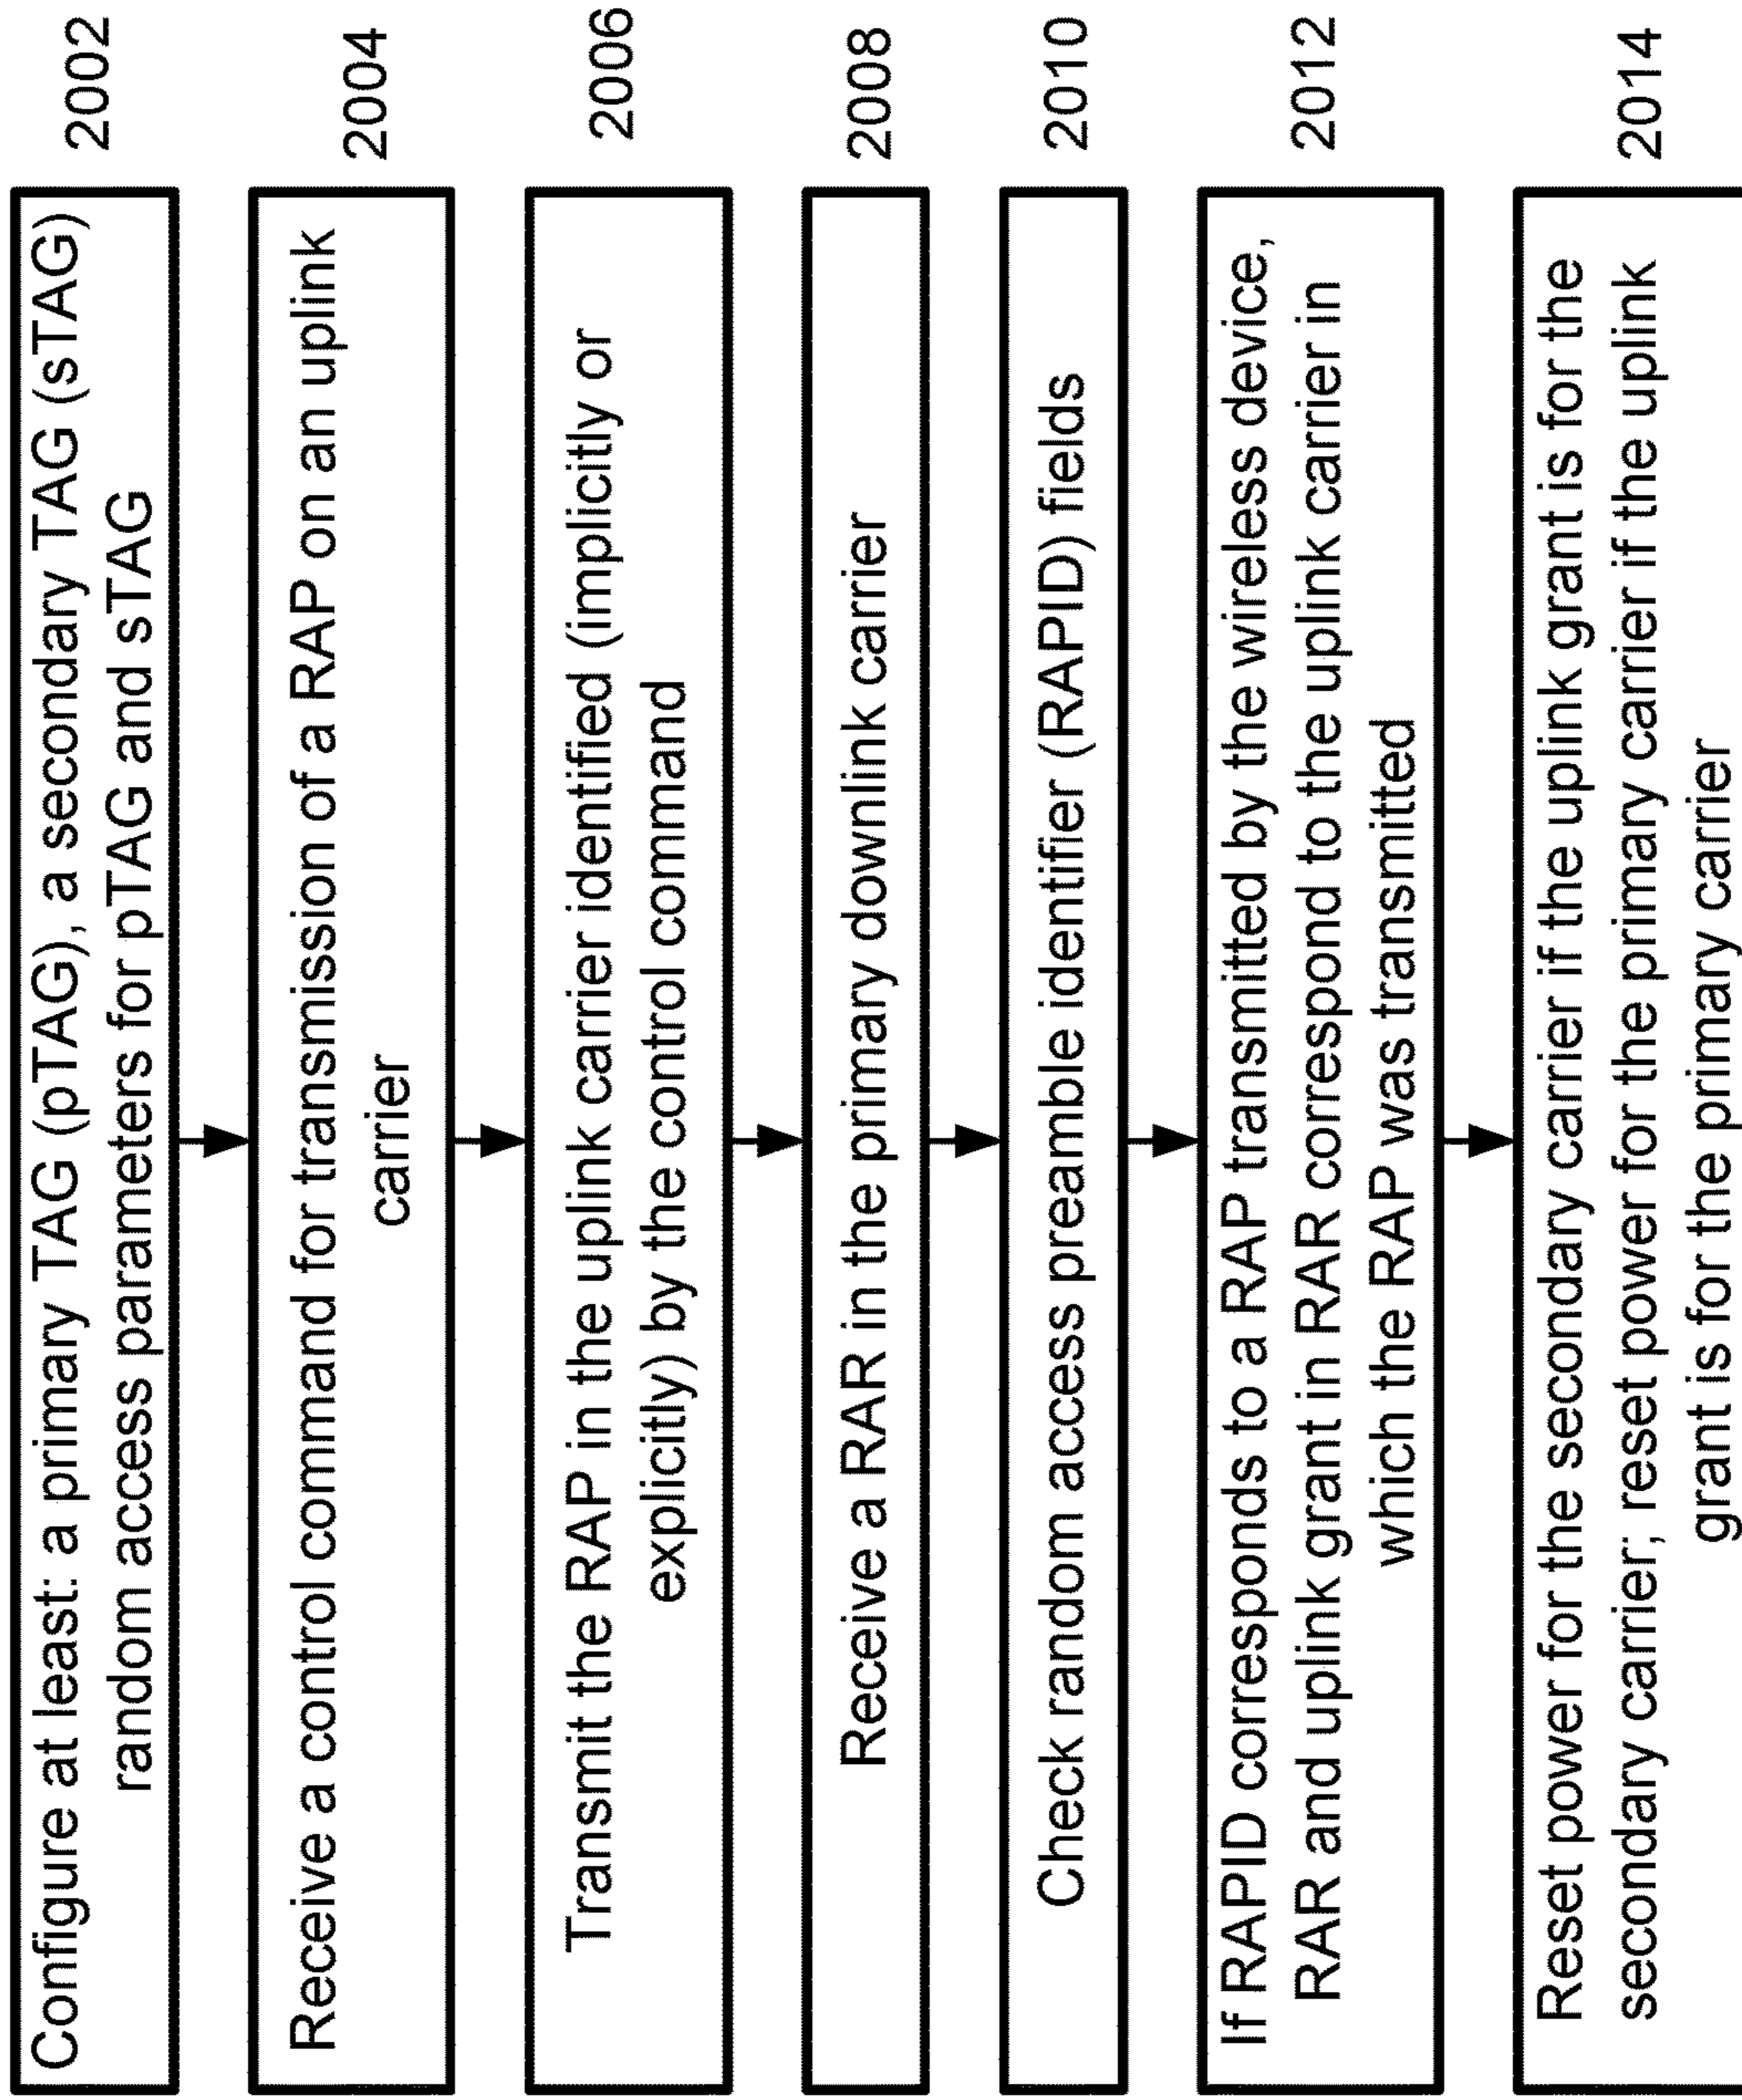 Configure at least: a primary TAG (pTAG), a secondary TAG (sTAG)
random access parameters for pTAG and sTAG
2002
Receive a control command for transmission of a RAP on an uplink
carrier
2004
Transmit the RAP in the uplink carrier identified (implicitly or
explicitly) by the control command
2006
Receive a RAR in the primary downlink carrier
2008
Check random access preamble identifier (RAPID) fields
2010
If RAPID corresponds to a RAP transmitted by the wireless device,
RAR and uplink grant in RAR correspond to the uplink carrier in
which the RAP was transmitted
2012
Reset power for the secondary carrier if the uplink grant is for the
secondary carrier; reset power for the primary carrier if the uplink
grant is for the primary carrier
2014